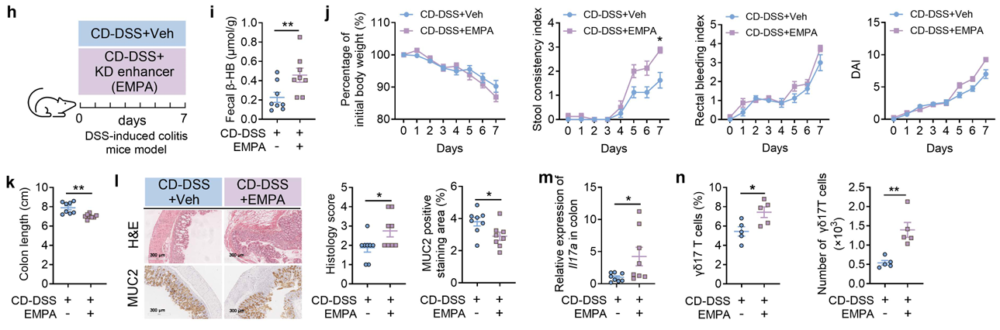 h
CD-DSS+Veh
CD-DSS+
KD enhancer
(EMPA)
0
7
days
DSS-induced colitis
mice model
i
Fecal β-HB (μmol/g)
1.0
0.8
0.6
0.4
0.2
0.0
**
CD-DSS + +
EMPA - +
j
Percentage of
initial body weight (%)
CD-DSS+Veh
CD-DSS+EMPA
110
100
90
80
0 1 2 3 4 5 6 7
Days
Stool consistency index
CD-DSS+Veh
CD-DSS+EMPA
*
4
3
2
1
0
0 1 2 3 4 5 6 7
Days
Rectal bleeding index
CD-DSS+Veh
CD-DSS+EMPA
5
4
3
2
1
0
0 1 2 3 4 5 6 7
Days
DAI
CD-DSS+Veh
CD-DSS+EMPA
15
10
5
0
0 1 2 3 4 5 6 7
Days
k
Colon length (cm)
10
8
6
4
2
0
**
CD-DSS + +
EMPA - +
l
CD-DSS
+Veh
CD-DSS
+EMPA
H&E
300 μm
300 μm
MUC2
300 μm
300 μm
Histology score
5
4
3
2
1
0
*
CD-DSS + +
EMPA - +
MUC2 positive
staining area (%)
6
4
2
0
*
CD-DSS + +
EMPA - +
m
Relative expression of
Il17a in colon
15
10
5
0
*
CD-DSS + +
EMPA - +
n
γδ17 T cells (%)
10
8
6
4
2
0
*
CD-DSS + +
EMPA - +
Number of γδ17T cells
(×10³)
2.5
2.0
1.5
1.0
0.5
0.0
**
CD-DSS + +
EMPA - +